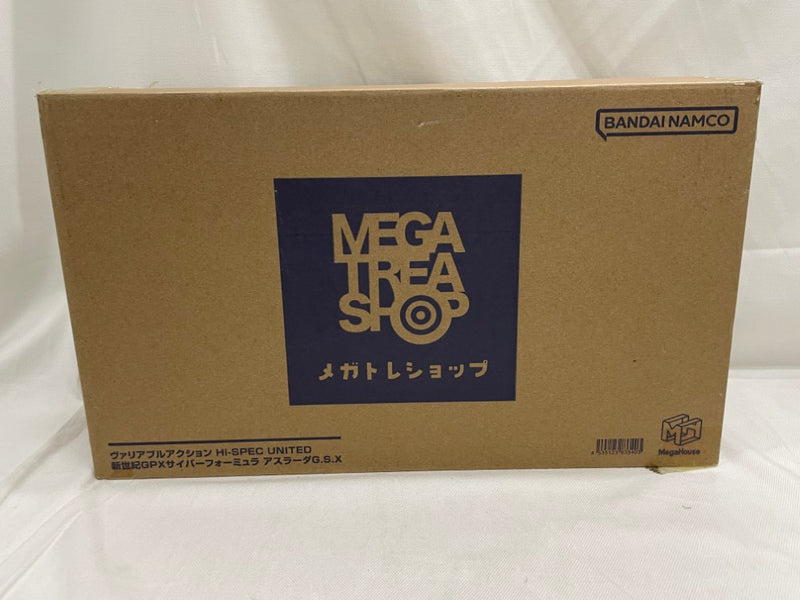 BANDAI NAMCO
MEGA
TREA
SHOP
メガトレショップ
ヴァリアブルアクション Hi-SPEC UNITED
新世紀GPXサイバーフォーミュラ アスラーダG.S.X
MegaHouse